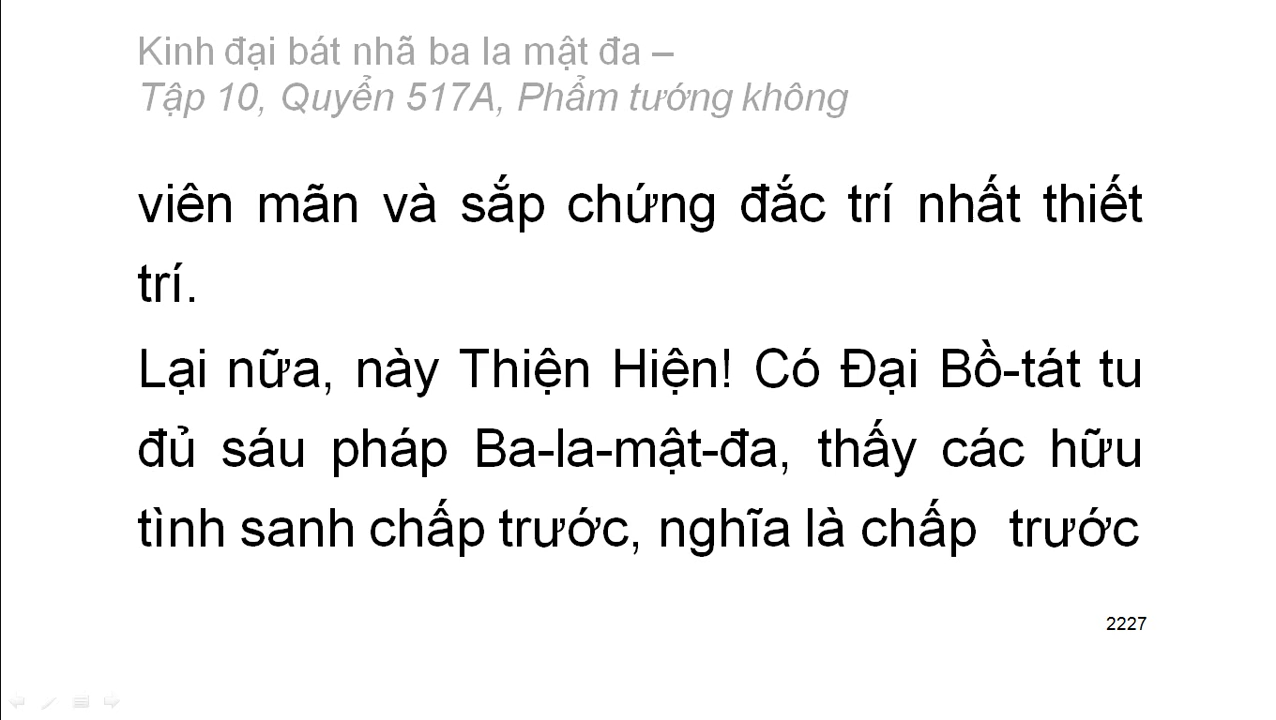 Kinh đại bát nhã ba la mật đa –
Tập 10, Quyển 517A, Phẩm tướng không
viên mãn và sắp chứng đắc trí nhất thiết
trí.
Lại nữa, này Thiện Hiện! Có Đại Bồ-tát tu
đủ sáu pháp Ba-la-mật-đa, thấy các hữu
tình sanh chấp trước, nghĩa là chấp trước
2227